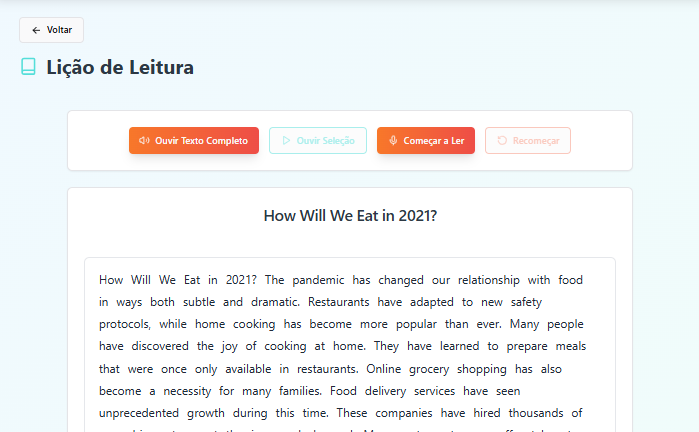 Voltar
Lição de Leitura
Ouvir Texto Completo
Ouvir Seleção
Começar a Ler
Recomeçar
How Will We Eat in 2021?
How Will We Eat in 2021? The pandemic has changed our relationship with food
in ways both subtle and dramatic. Restaurants have adapted to new safety
protocols, while home cooking has become more popular than ever. Many people
have discovered the joy of cooking at home. They have learned to prepare meals
that were once only available in restaurants. Online grocery shopping has also
become a necessity for many families. Food delivery services have seen
unprecedented growth during this time. These companies have hired thousands of